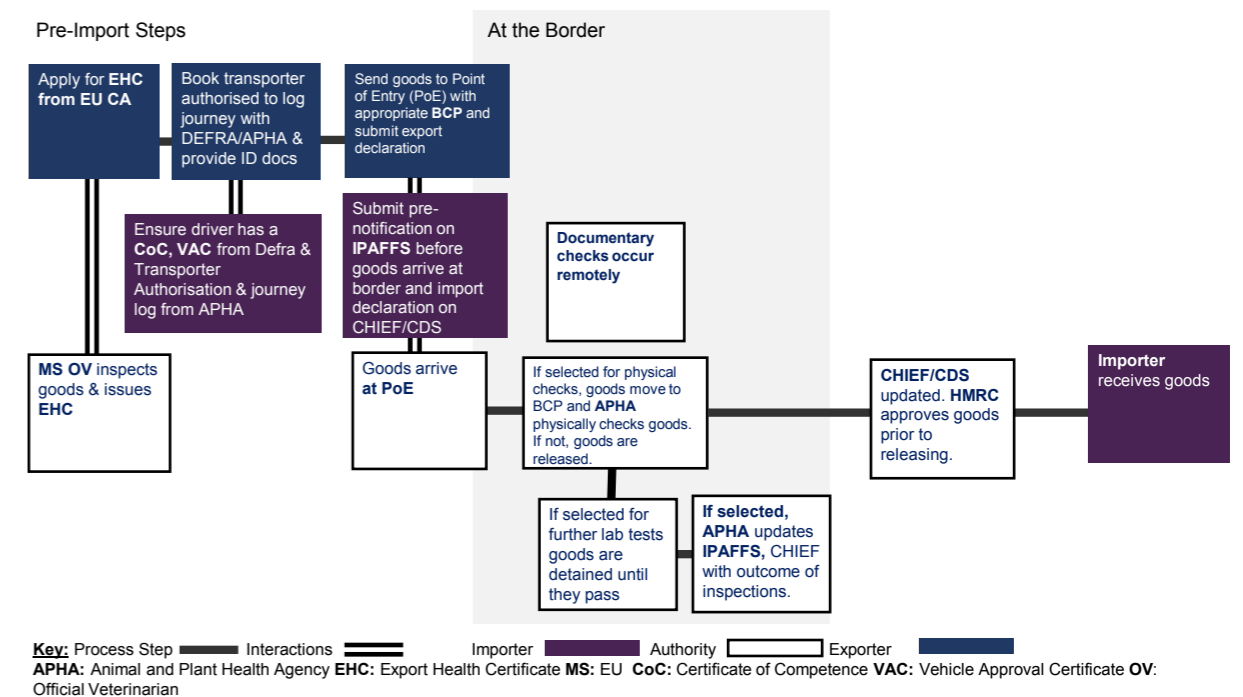 Pre-Import Steps
At the Border
Apply for EHC
from EU CA
Book transporter
authorised to log
journey with
DEFRA/APHA &
provide ID docs
Send goods to Point
of Entry (PoE) with
appropriate BCP and
submit export
declaration
Ensure driver has a
CoC, VAC from Defra &
Transporter
Authorisation & journey
log from APHA
Submit pre-
notification on
IPAFFS before
goods arrive at
border and import
declaration on
CHIEF/CDS
Documentary
checks occur
remotely
MS OV inspects
goods & issues
EHC
Goods arrive
at PoE
If selected for physical
checks, goods move to
BCP and APHA
physically checks goods.
If not, goods are
released.
CHIEF/CDS
updated. HMRC
approves goods
prior to
releasing.
Importer
receives goods
If selected for
further lab tests
goods are
detained until
they pass
If selected,
APHA updates
IPAFFS, CHIEF
with outcome of
inspections.
Key: Process Step Interactions Importer Authority Exporter
APHA: Animal and Plant Health Agency EHC: Export Health Certificate MS: EU CoC: Certificate of Competence VAC: Vehicle Approval Certificate OV:
Official Veterinarian